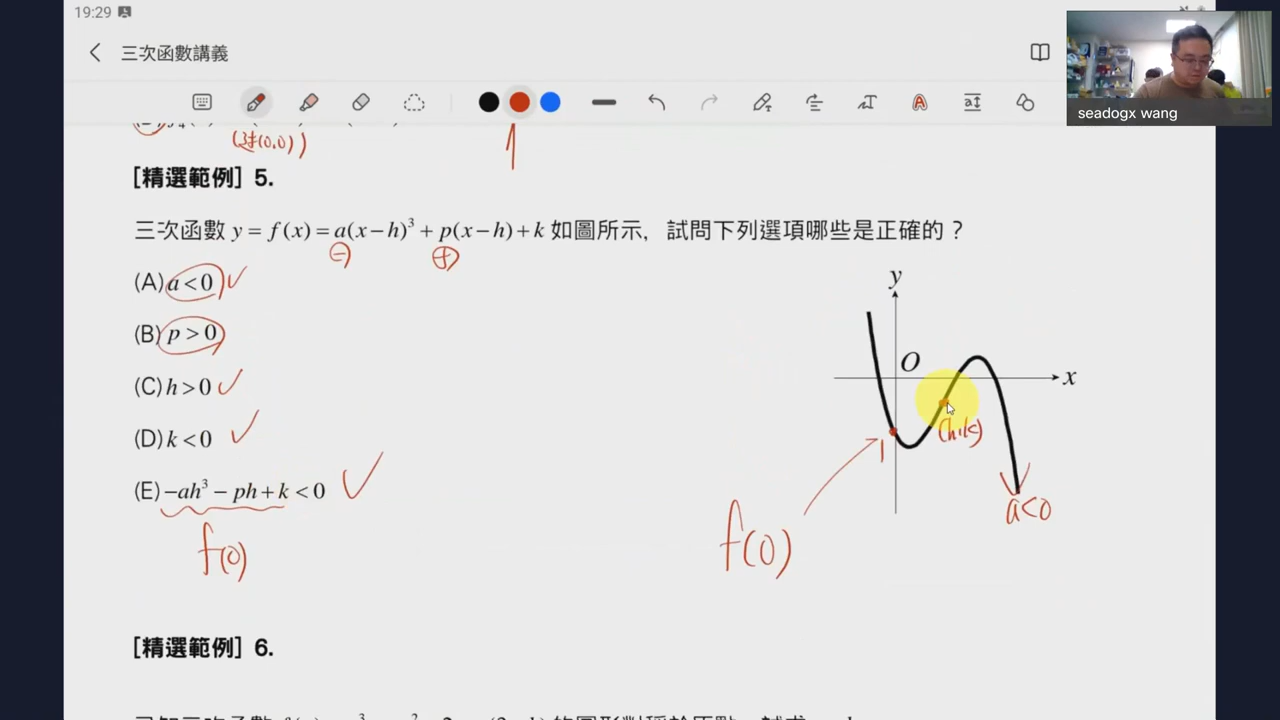 19:29
三次函數講義
seadogx wang
(過(0,0))
[精選範例] 5.
三次函數 y = f(x) = a(x−h)³ + p(x−h) + k 如圖所示，試問下列選項哪些是正確的？
(A) a < 0 ✓
(B) p > 0
(C) h > 0 ✓
(D) k < 0 ✓
(E) −ah³ − ph + k < 0 ✓
f(0)
y
O
x
(h,k)
f(0)
a<0
[精選範例] 6.